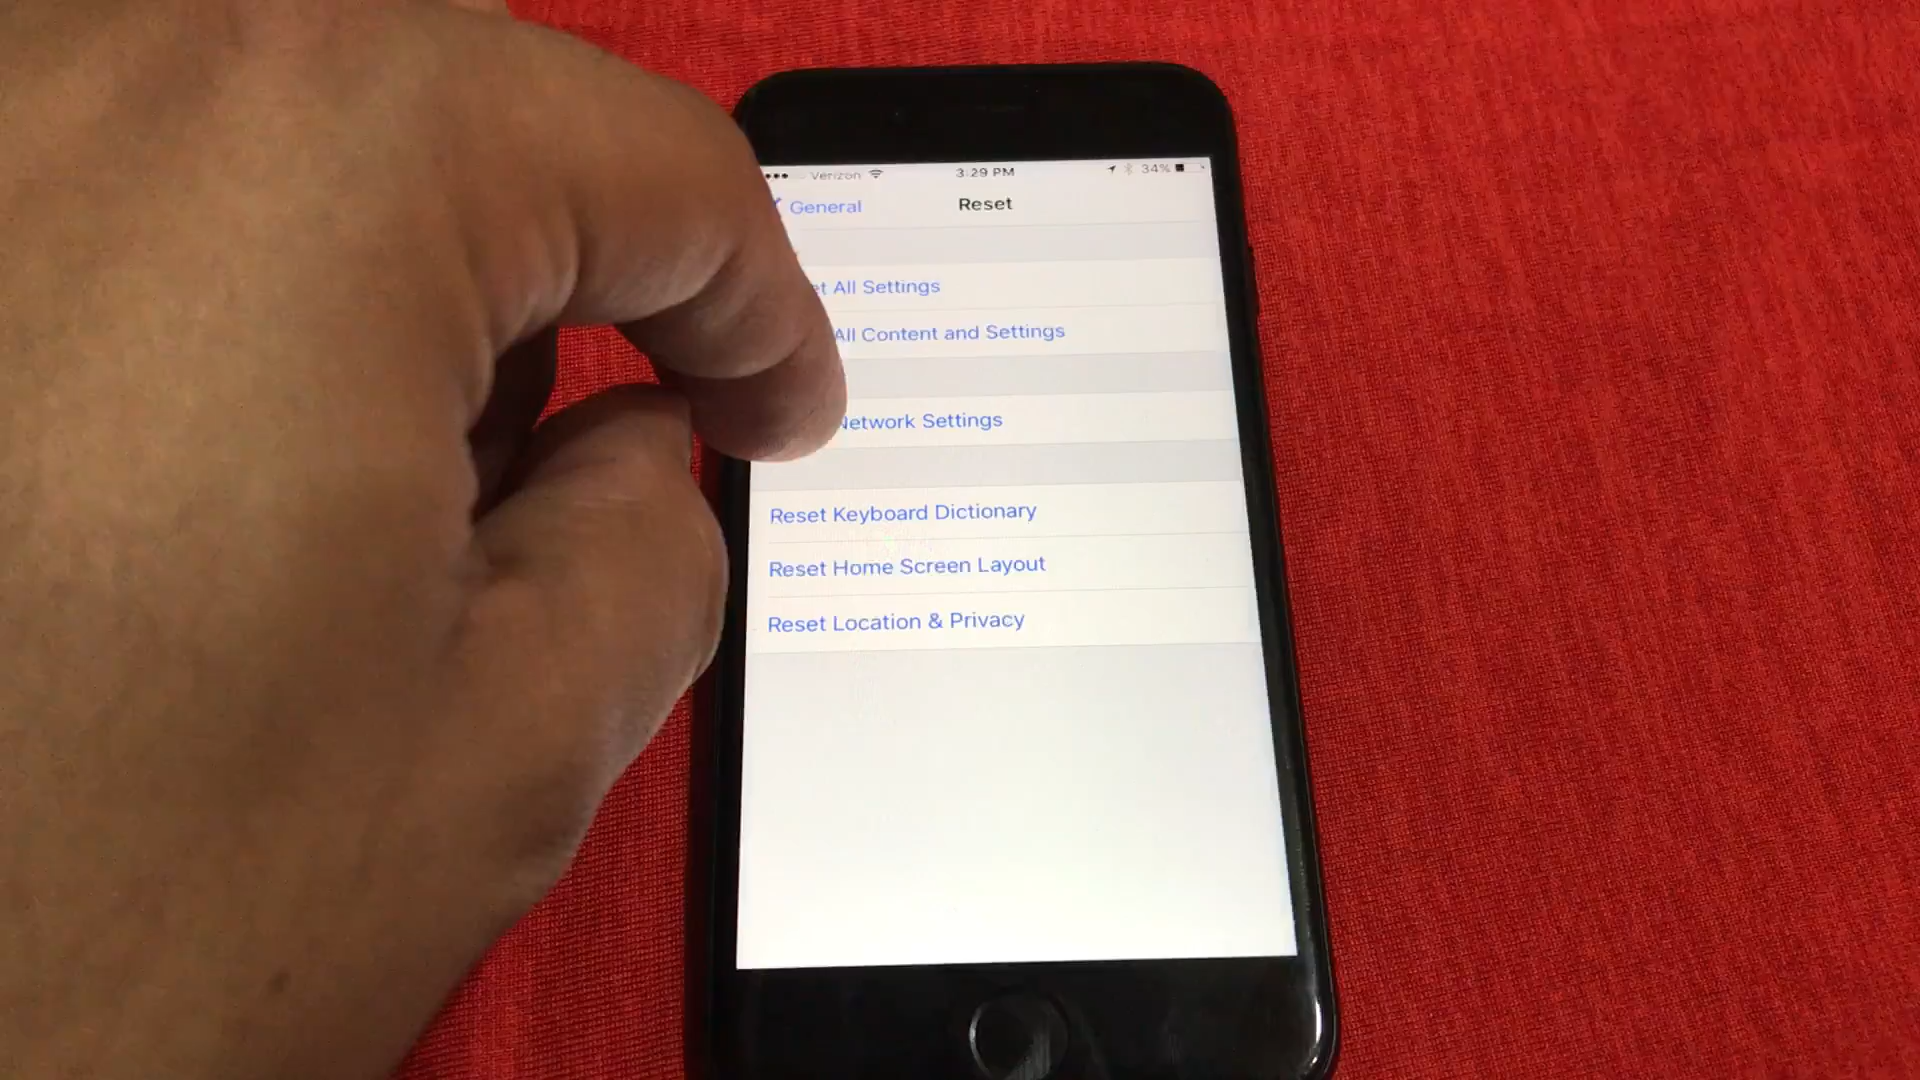 Verizon 3:29 PM 34%
General Reset
et All Settings
All Content and Settings
Network Settings
Reset Keyboard Dictionary
Reset Home Screen Layout
Reset Location & Privacy